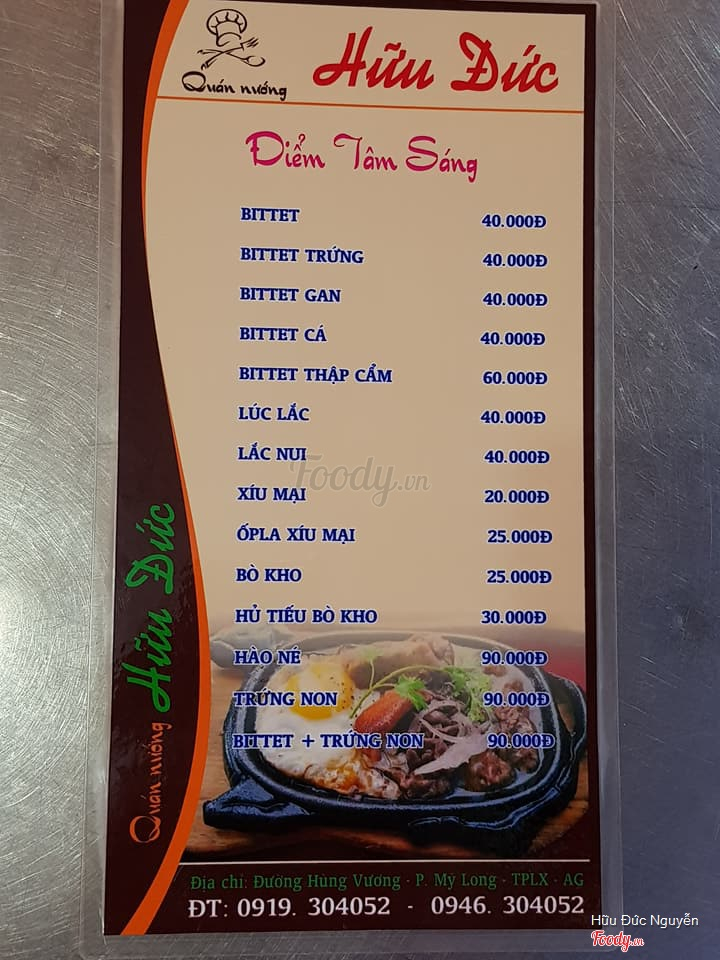 Quán nướng Hữu Đức
Điểm Tâm Sáng
BITTET 40.000Đ
BITTET TRỨNG 40.000Đ
BITTET GAN 40.000Đ
BITTET CÁ 40.000Đ
BITTET THẬP CẨM 60.000Đ
LÚC LẮC 40.000Đ
LẮC NUI 40.000Đ
Foody.vn
XÍU MẠI 20.000Đ
ỐPLA XÍU MẠI 25.000Đ
BÒ KHO 25.000Đ
HỦ TIẾU BÒ KHO 30.000Đ
HÀO NÉ 90.000Đ
TRỨNG NON 90.000Đ
BITTET + TRỨNG NON 90.000Đ
Quán nướng Hữu Đức
Địa chỉ: Đường Hùng Vương - P. Mỹ Long - TPLX - AG
ĐT: 0919. 304052 - 0946. 304052
Hữu Đức Nguyễn
Foody.vn